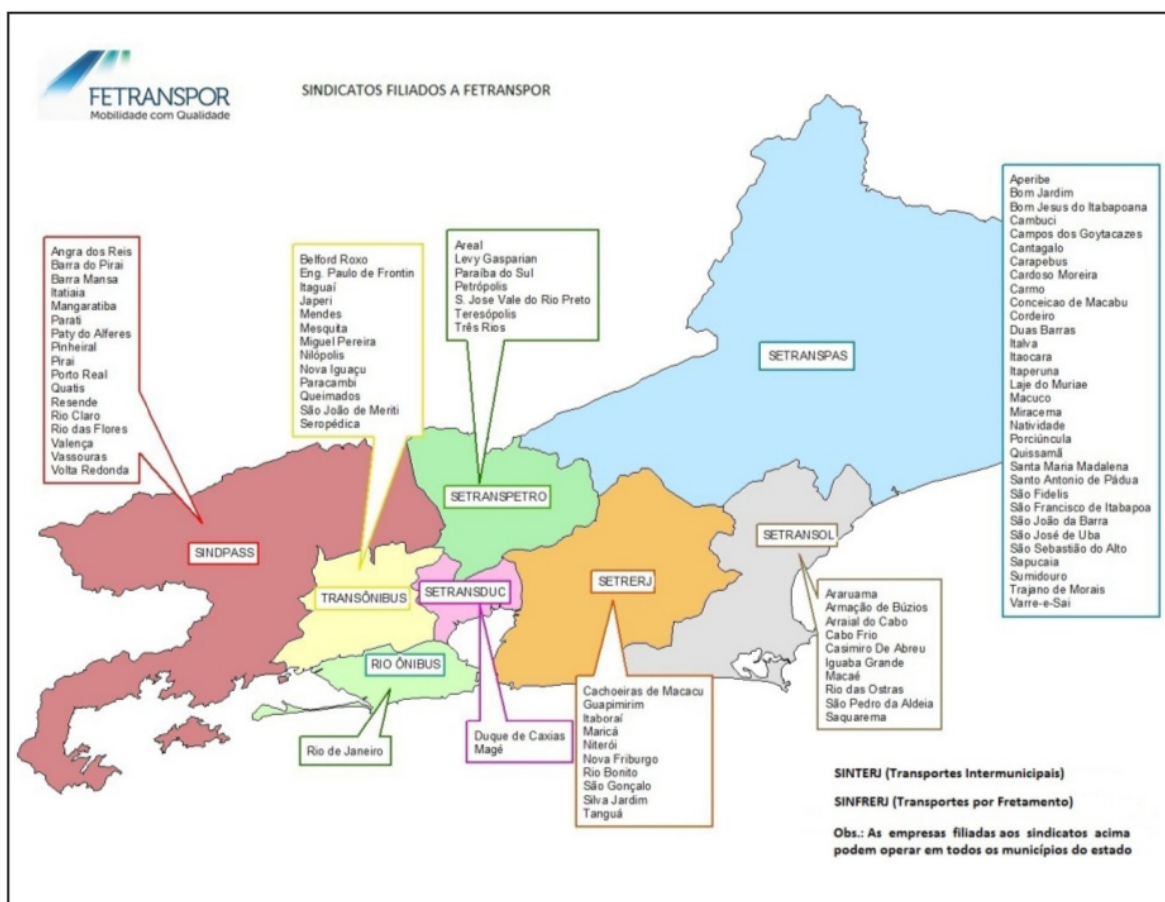 FETRANSPOR
Mobilidade com Qualidade
SINDICATOS FILIADOS A FETRANSPOR
Angra dos Reis
Barra do Pirai
Barra Mansa
Itatiaia
Mangaratiba
Parati
Paty do Alferes
Pinheiral
Pirai
Porto Real
Quatis
Resende
Rio Claro
Rio das Flores
Valença
Vassouras
Volta Redonda
SINDPASS
Belford Roxo
Eng. Paulo de Frontin
Itaguaí
Japeri
Mendes
Mesquita
Miguel Pereira
Nilópolis
Nova Iguaçu
Paracambi
Queimados
São João de Meriti
Seropédica
TRANSÔNIBUS
Areal
Levy Gasparian
Paraíba do Sul
Petrópolis
S. Jose Vale do Rio Preto
Teresópolis
Três Rios
SETRANSPETRO
SETRANSPAS
Aperibe
Bom Jardim
Bom Jesus do Itabapoana
Cambuci
Campos dos Goytacazes
Cantagalo
Carapebus
Cardoso Moreira
Carmo
Conceicao de Macabu
Cordeiro
Duas Barras
Italva
Itaocara
Itaperuna
Laje do Muriae
Macuco
Miracema
Natividade
Porciúncula
Quissamã
Santa Maria Madalena
Santo Antonio de Pádua
São Fidelis
São Francisco de Itabapoa
São João da Barra
São José de Uba
São Sebastião do Alto
Sapucaia
Sumidouro
Trajano de Morais
Varre-e-Sai
SETRANSDUC
Duque de Caxias
Magé
RIO ÔNIBUS
Rio de Janeiro
SETRERJ
Cachoeiras de Macacu
Guapimirim
Itaboraí
Maricá
Niterói
Nova Friburgo
Rio Bonito
São Gonçalo
Silva Jardim
Tanguá
SETRANSOL
Araruama
Armação de Búzios
Arraial do Cabo
Cabo Frio
Casimiro De Abreu
Iguaba Grande
Macaé
Rio das Ostras
São Pedro da Aldeia
Saquarema
SINTERJ (Transportes Intermunicipais)
SINFRERJ (Transportes por Fretamento)
Obs.: As empresas filiadas aos sindicatos acima
podem operar em todos os municípios do estado